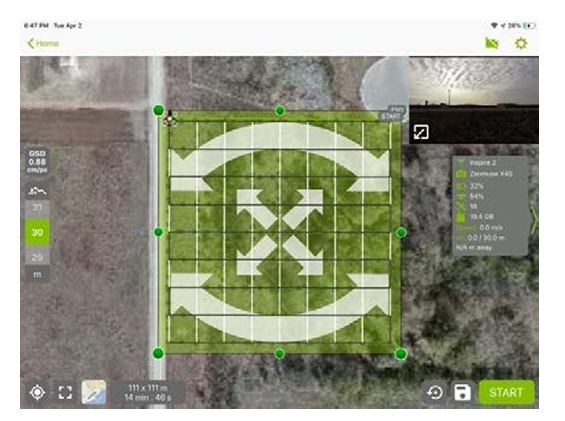 6:47 PM Tue Apr 2
28%
Home
START
GSD
0.88
cm/px
31
30
29
m
Inspire 2
Zenmuse X4S
32%
64%
18
19.4 GB
0.0 m/s
0.0 / 30.0 m
N/A m away
111 x 111 m
14 min : 46 s
START